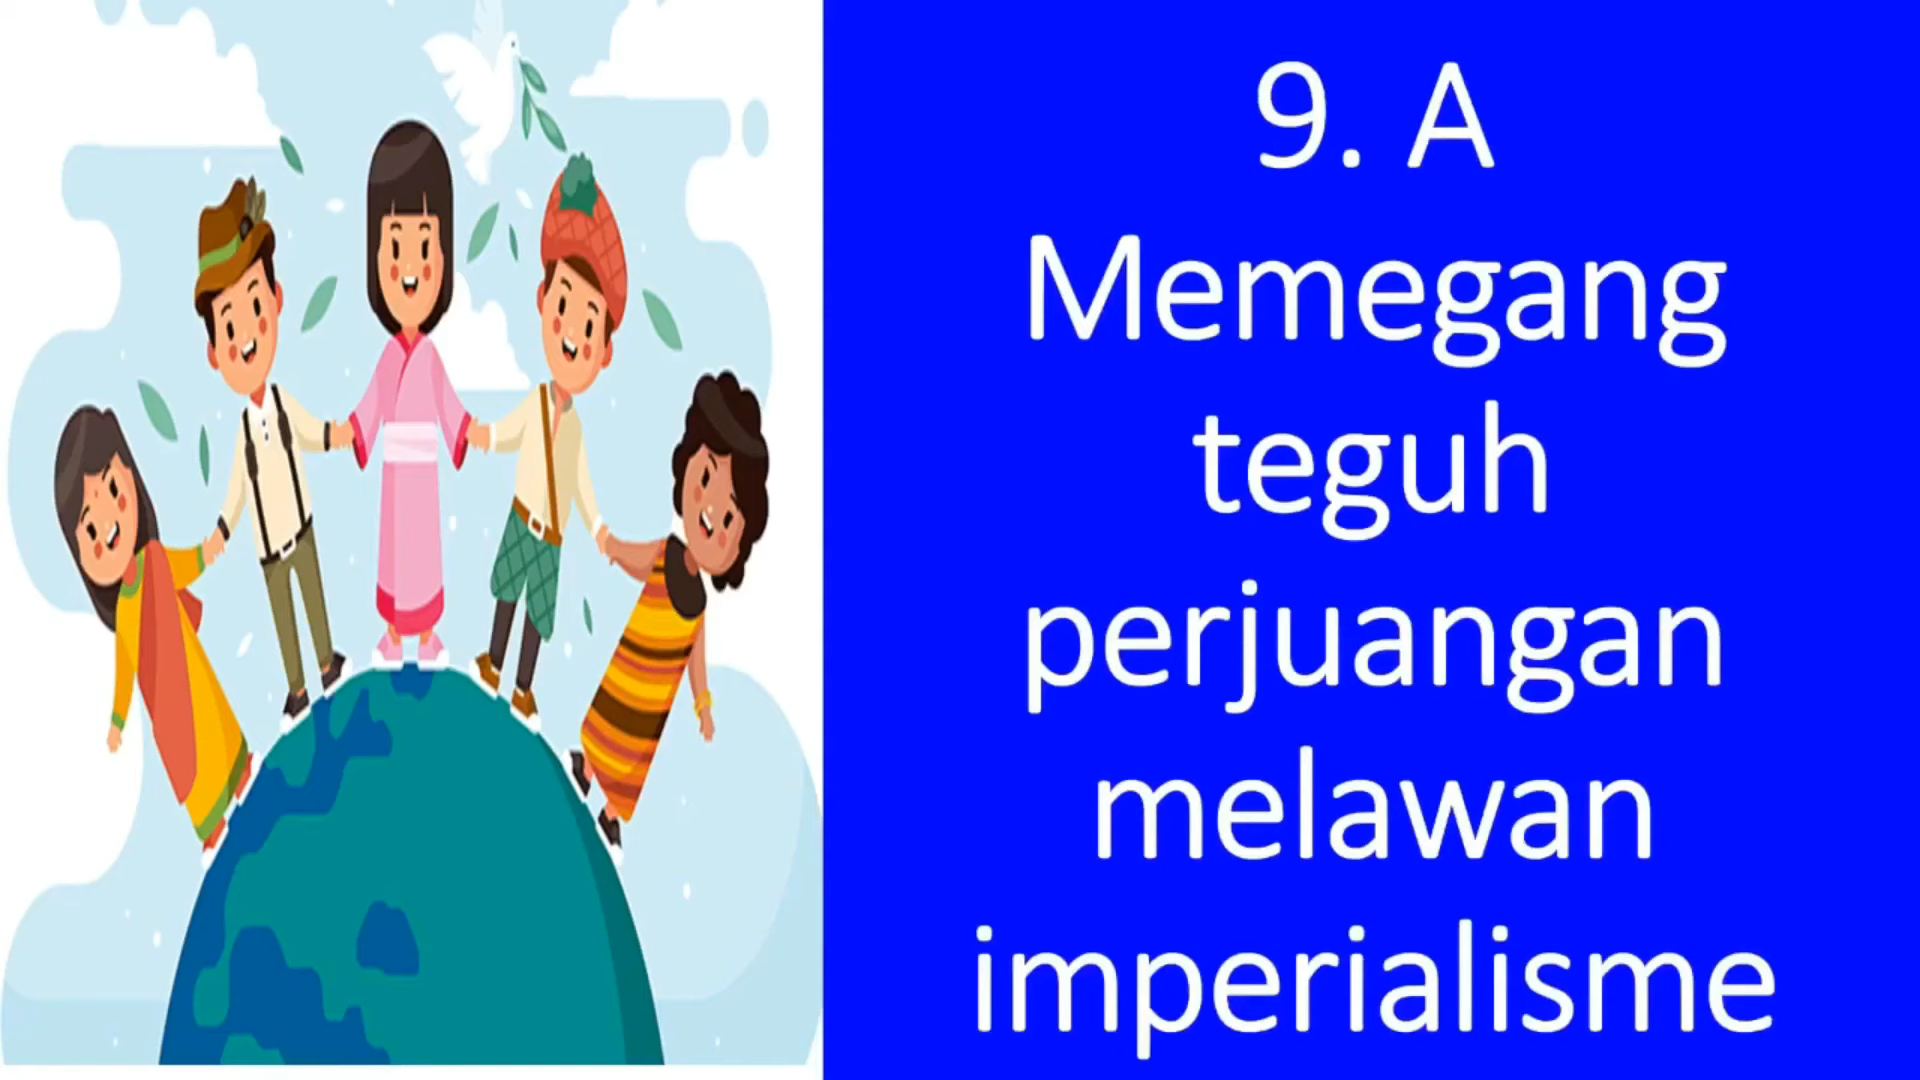 9. A
Memegang
teguh
perjuangan
melawan
imperialisme